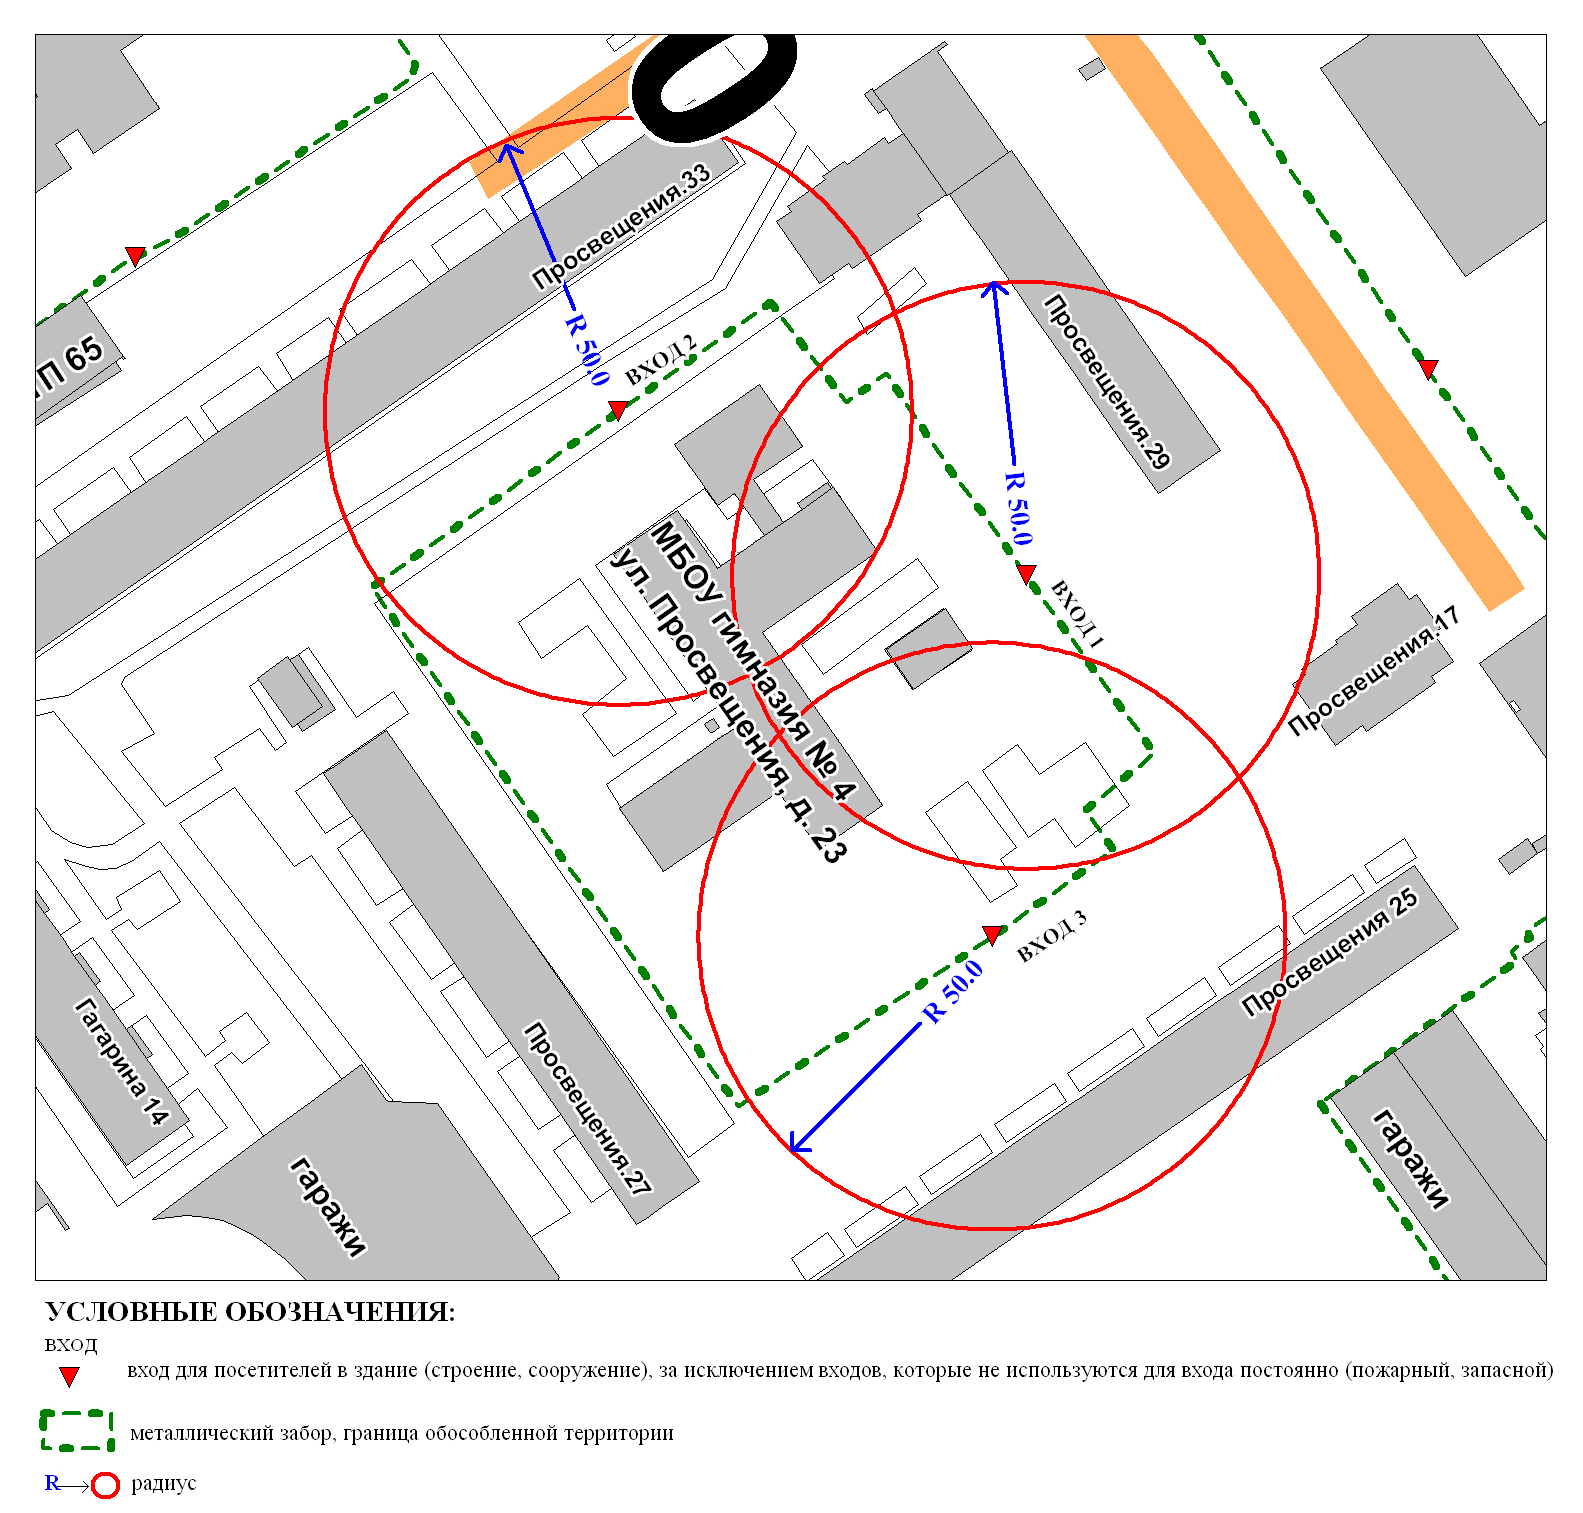 О
Просвещения.33
П 65
R 50.0
ВХОД 2
Просвещения.29
R 50.0
МБОУ гимназия № 4
ул. Просвещения, д. 23
ВХОД 1
Просвещения.17
ВХОД 3
R 50.0
Просвещения 25
Гагарина 14
Просвещения.27
гаражи
гаражи
УСЛОВНЫЕ ОБОЗНАЧЕНИЯ:
ВХОД
вход для посетителей в здание (строение, сооружение), за исключением входов, которые не используются для входа постоянно (пожарный, запасной)
металлический забор, граница обособленной территории
R
радиус